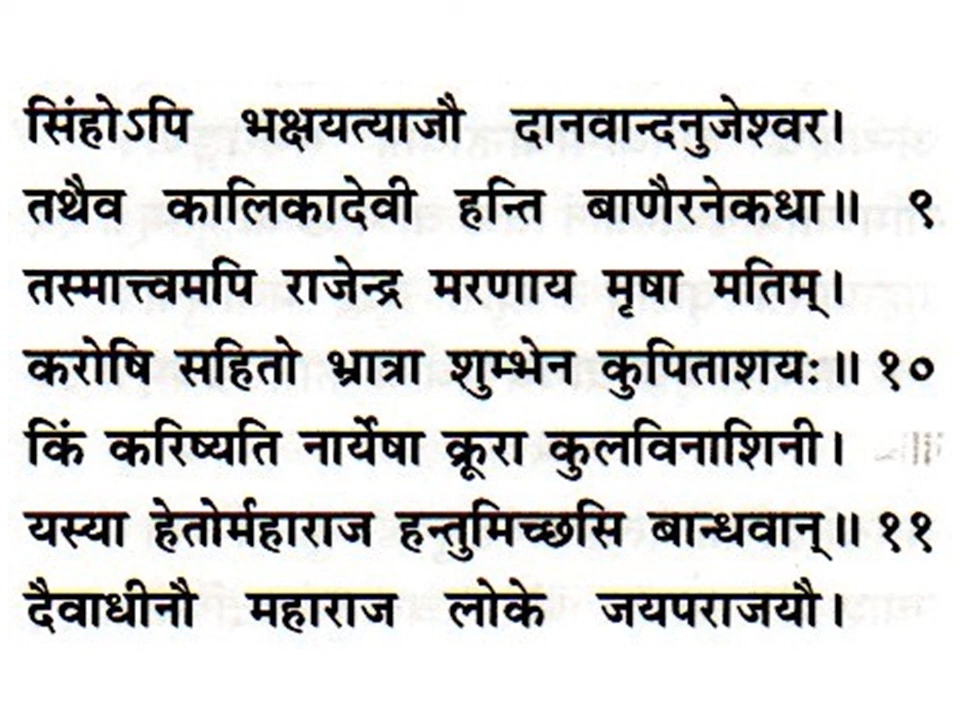 सिंहोऽपि भक्षयत्याजौ दानवान्दनुजेश्वर।
तथैव कालिकादेवी हन्ति बाणैरनेकधा॥ ९
तस्मात्त्वमपि राजेन्द्र मरणाय मृषा मतिम्।
करोषि सहितो भ्रात्रा शुम्भेन कुपिताशयः॥ १०
किं करिष्यति नार्येषा क्रूरा कुलविनाशिनी।
यस्या हेतोर्महाराज हन्तुमिच्छसि बान्धवान्॥ ११
दैवाधीनौ महाराज लोके जयपराजयौ।